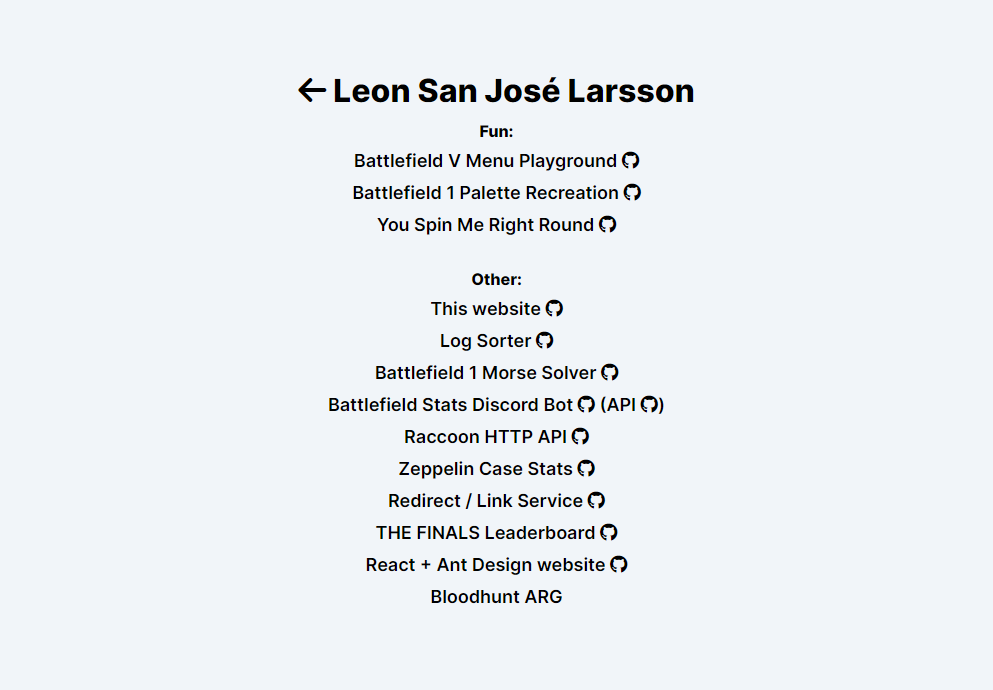 Leon San José Larsson
Fun:
Battlefield V Menu Playground
Battlefield 1 Palette Recreation
You Spin Me Right Round
Other:
This website
Log Sorter
Battlefield 1 Morse Solver
Battlefield Stats Discord Bot (API )
Raccoon HTTP API
Zeppelin Case Stats
Redirect / Link Service
THE FINALS Leaderboard
React + Ant Design website
Bloodhunt ARG